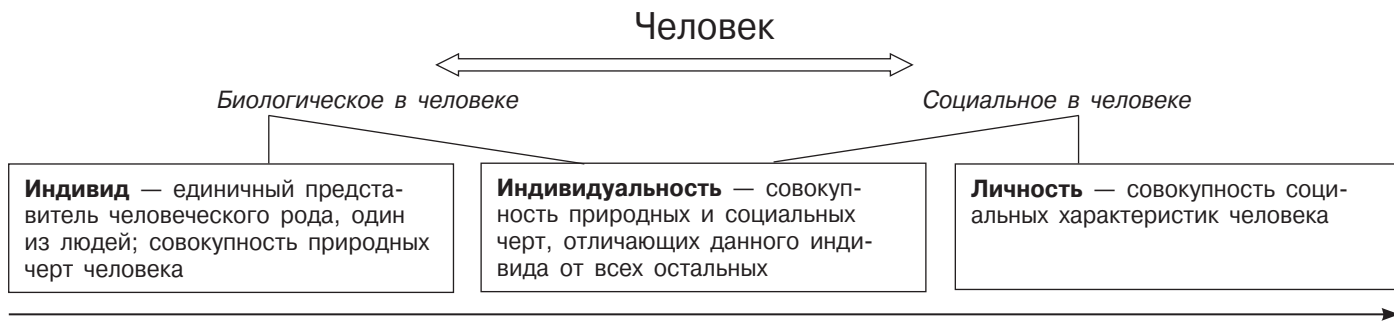 Человек
Биологическое в человеке
Социальное в человеке
Индивид — единичный предста-
витель человеческого рода, один
из людей; совокупность природных
черт человека
Индивидуальность — совокуп-
ность природных и социальных
черт, отличающих данного инди-
вида от всех остальных
Личность — совокупность соци-
альных характеристик человека